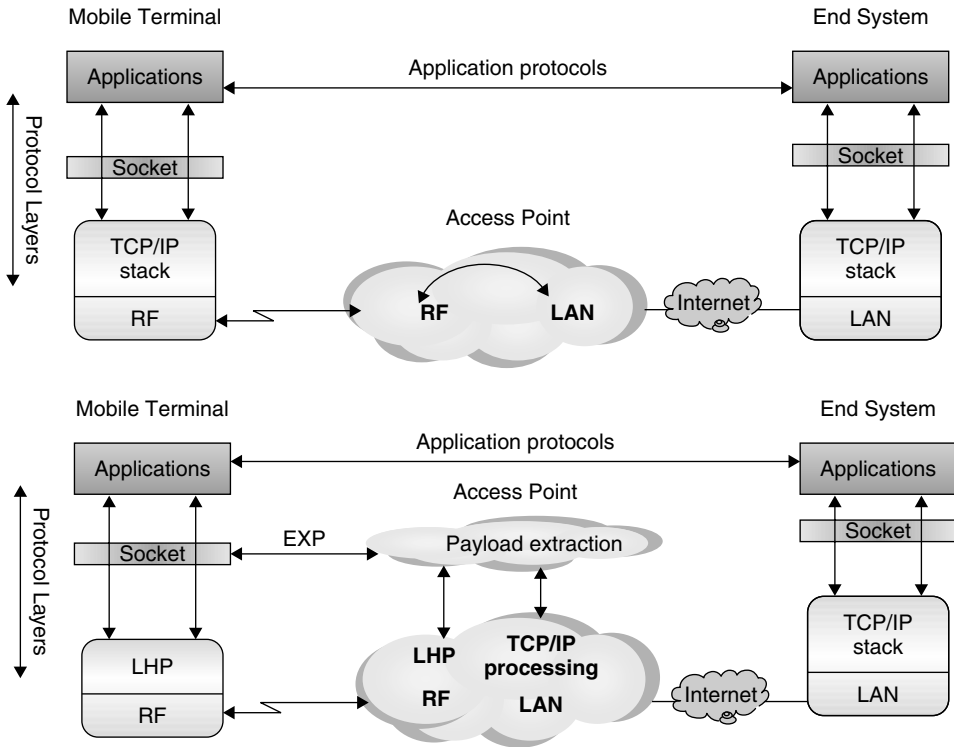 Mobile Terminal
End System
Applications
Application protocols
Applications
Protocol Layers
Socket
Socket
Access Point
TCP/IP
stack
TCP/IP
stack
RF
LAN
Internet
RF
LAN
Mobile Terminal
End System
Applications
Application protocols
Applications
Access Point
Protocol Layers
Socket
EXP
Payload extraction
Socket
LHP
LHP
TCP/IP
processing
TCP/IP
stack
RF
RF
LAN
Internet
LAN